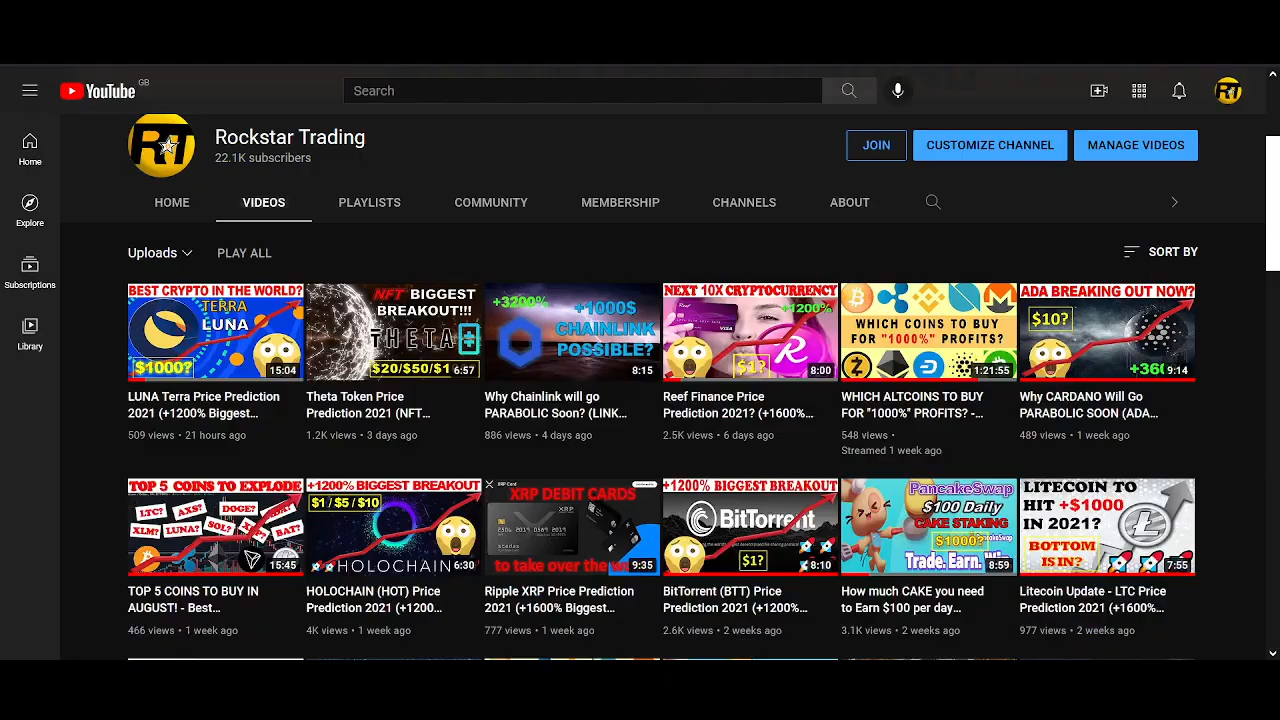 YouTube GB
Search
Home
Explore
Subscriptions
Library
RT
Rockstar Trading
22.1K subscribers
JOIN
CUSTOMIZE CHANNEL
MANAGE VIDEOS
HOME
VIDEOS
PLAYLISTS
COMMUNITY
MEMBERSHIP
CHANNELS
ABOUT
Uploads
PLAY ALL
SORT BY
BEST CRYPTO IN THE WORLD?
TERRA
LUNA
$1000?
15:04
LUNA Terra Price Prediction
2021 (+1200% Biggest...
509 views • 21 hours ago
NFT BIGGEST
BREAKOUT!!!
THETA
$20/$50/$1
6:57
Theta Token Price
Prediction 2021 (NFT...
1.2K views • 3 days ago
+3200%
+1000$
CHAINLINK
POSSIBLE?
8:15
Why Chainlink will go
PARABOLIC Soon? (LINK...
886 views • 4 days ago
NEXT 10X CRYPTOCURRENCY
Reef
VISA
+1200%
$1?
8:00
Reef Finance Price
Prediction 2021? (+1600%...
2.5K views • 6 days ago
WHICH COINS TO BUY
FOR "1000%" PROFITS?
1:21:55
WHICH ALTCOINS TO BUY
FOR "1000%" PROFITS? -...
548 views •
Streamed 1 week ago
ADA BREAKING OUT NOW?
$10?
+360
9:14
Why CARDANO Will Go
PARABOLIC SOON (ADA...
489 views • 1 week ago
TOP 5 COINS TO EXPLODE
LTC?
AXS?
DOGE?
XLM?
LUNA?
SOL?
BAT?
15:45
TOP 5 COINS TO BUY IN
AUGUST! - Best...
466 views • 1 week ago
+1200% BIGGEST BREAKOUT
$1 / $5 / $10
HOLOCHAIN
6:30
HOLOCHAIN (HOT) Price
Prediction 2021 (+1200...
4K views • 1 week ago
XRP Card
XRP DEBIT CARDS
XRP
to take over the wo
9:35
Ripple XRP Price Prediction
2021 (+1600% Biggest...
777 views • 1 week ago
+1200% BIGGEST BREAKOUT
BitTorrent
$1?
8:10
BitTorrent (BTT) Price
Prediction 2021 (+1200%...
2.6K views • 2 weeks ago
PancakeSwap
$100 Daily
CAKE STAKING
$1000?
Trade. Earn. Wi
8:59
How much CAKE you need
to Earn $100 per day...
3.1K views • 2 weeks ago
LITECOIN TO
HIT +$1000
IN 2021?
BOTTOM
IS IN?
7:55
Litecoin Update - LTC Price
Prediction 2021 (+1600%...
977 views • 2 weeks ago